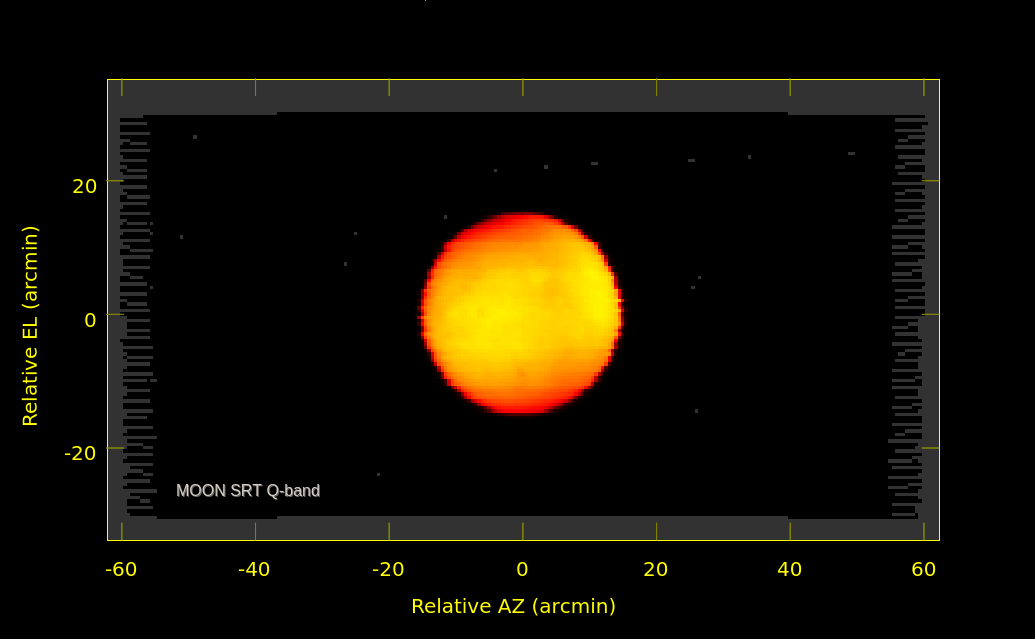 20
0
-20
Relative EL (arcmin)
MOON SRT Q-band
-60 -40 -20 0 20 40 60
Relative AZ (arcmin)